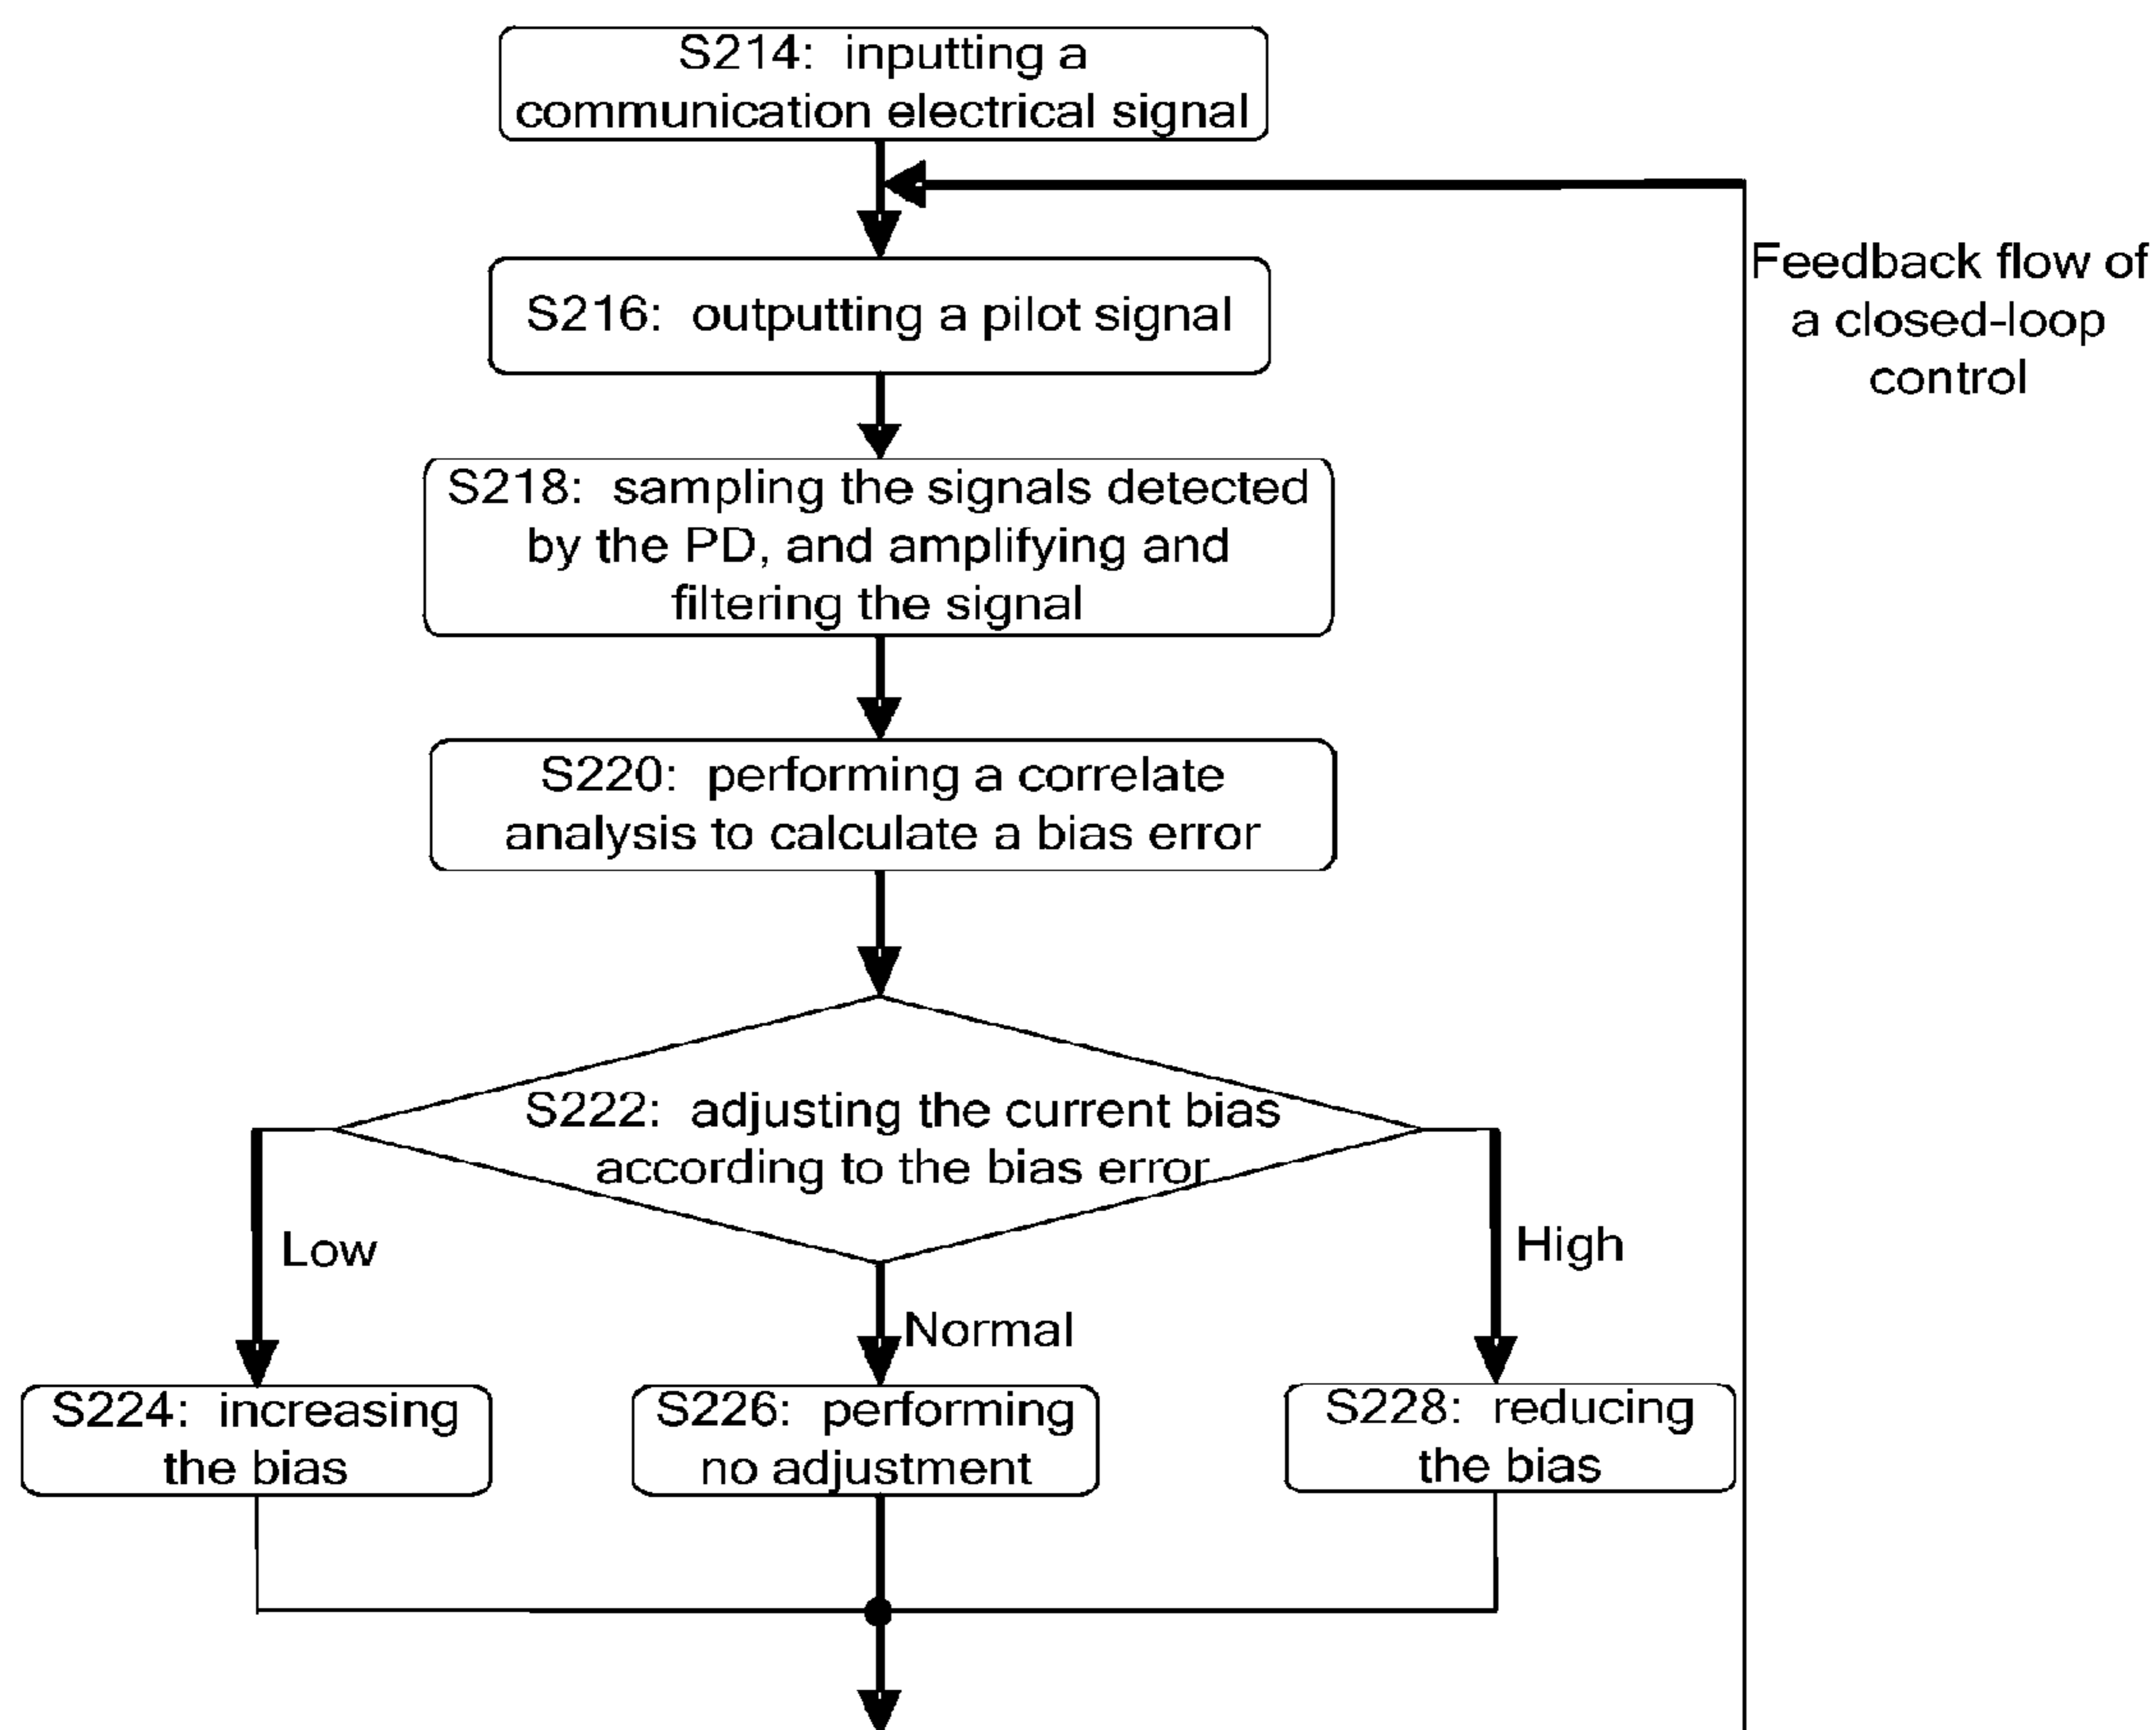 S214: inputting a
communication electrical signal
Feedback flow of
a closed-loop
control
S216: outputting a pilot signal
S218: sampling the signals detected
by the PD, and amplifying and
filtering the signal
S220: performing a correlate
analysis to calculate a bias error
S222: adjusting the current bias
according to the bias error
Low
Normal
High
S224: increasing
the bias
S226: performing
no adjustment
S228: reducing
the bias